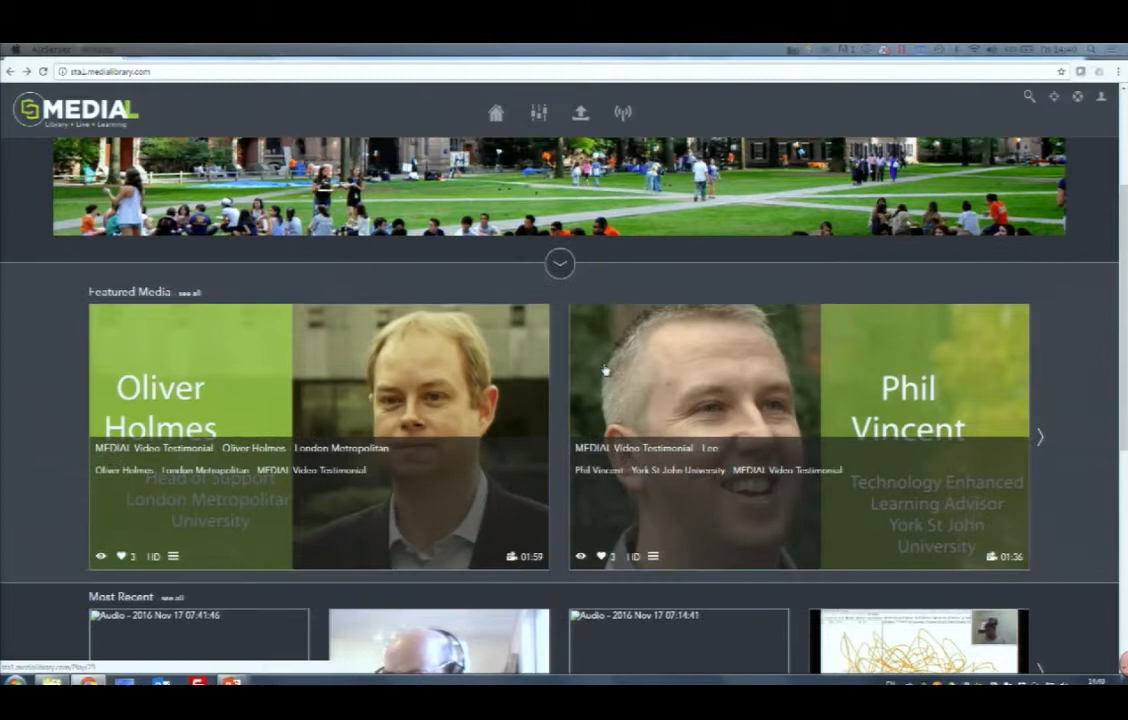 sta1.medialibrary.com
MEDIAL
Library • Live • Learning
Featured Media see all
Oliver
Holmes
MEDIAL Video Testimonial Oliver Holmes London Metropolitan
Oliver Holmes, London Metropolitan MEDIAL Video Testimonial
Head of Support
London Metropolitan
University
3 HD 01:59
Phil
Vincent
MEDIAL Video Testimonial Lee
Phil Vincent York St John University MEDIAL Video Testimonial
Technology Enhanced
Learning Advisor
York St John
University
3 HD 01:36
Most Recent see all
Audio - 2016 Nov 17 07:41:46
Audio - 2016 Nov 17 07:14:41